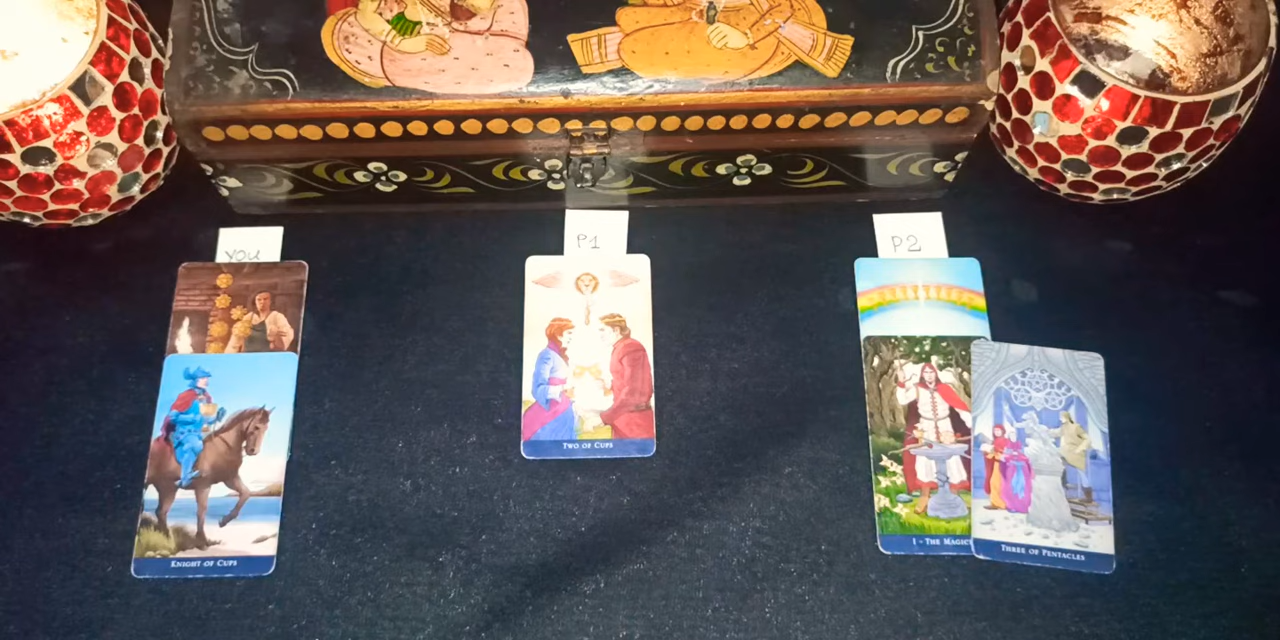 YOU
P1
P2
TWO OF CUPS
I - THE MAGIC
KNIGHT OF CUPS
THREE OF PENTACLES